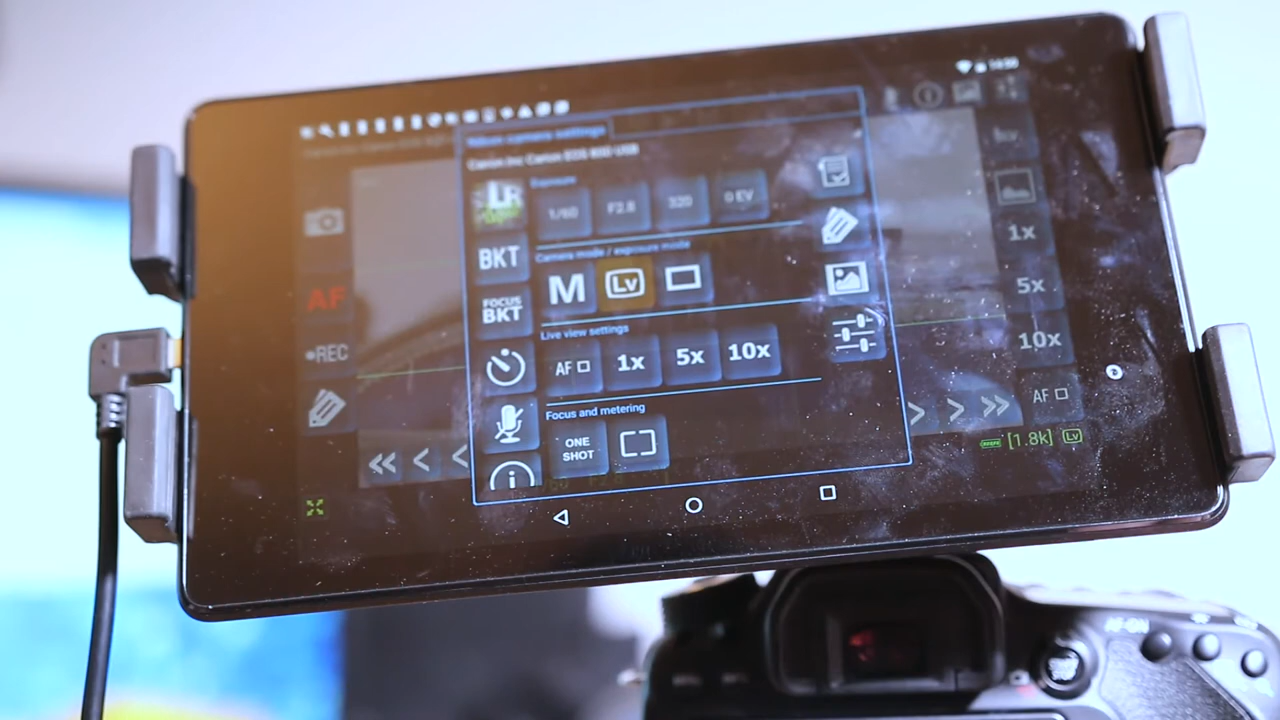 Canon Inc Canon EOS 80D USB
Exposure
1/60 F2.8 320 0 EV
Camera mode / exposure mode
LR
BKT
M Lv
Live view settings
FOCUS
BKT
AF 1x 5x 10x
Focus and metering
ONE
SHOT
AF
REC
1x
5x
10x
AF
[1.8k] Lv
AF-ON